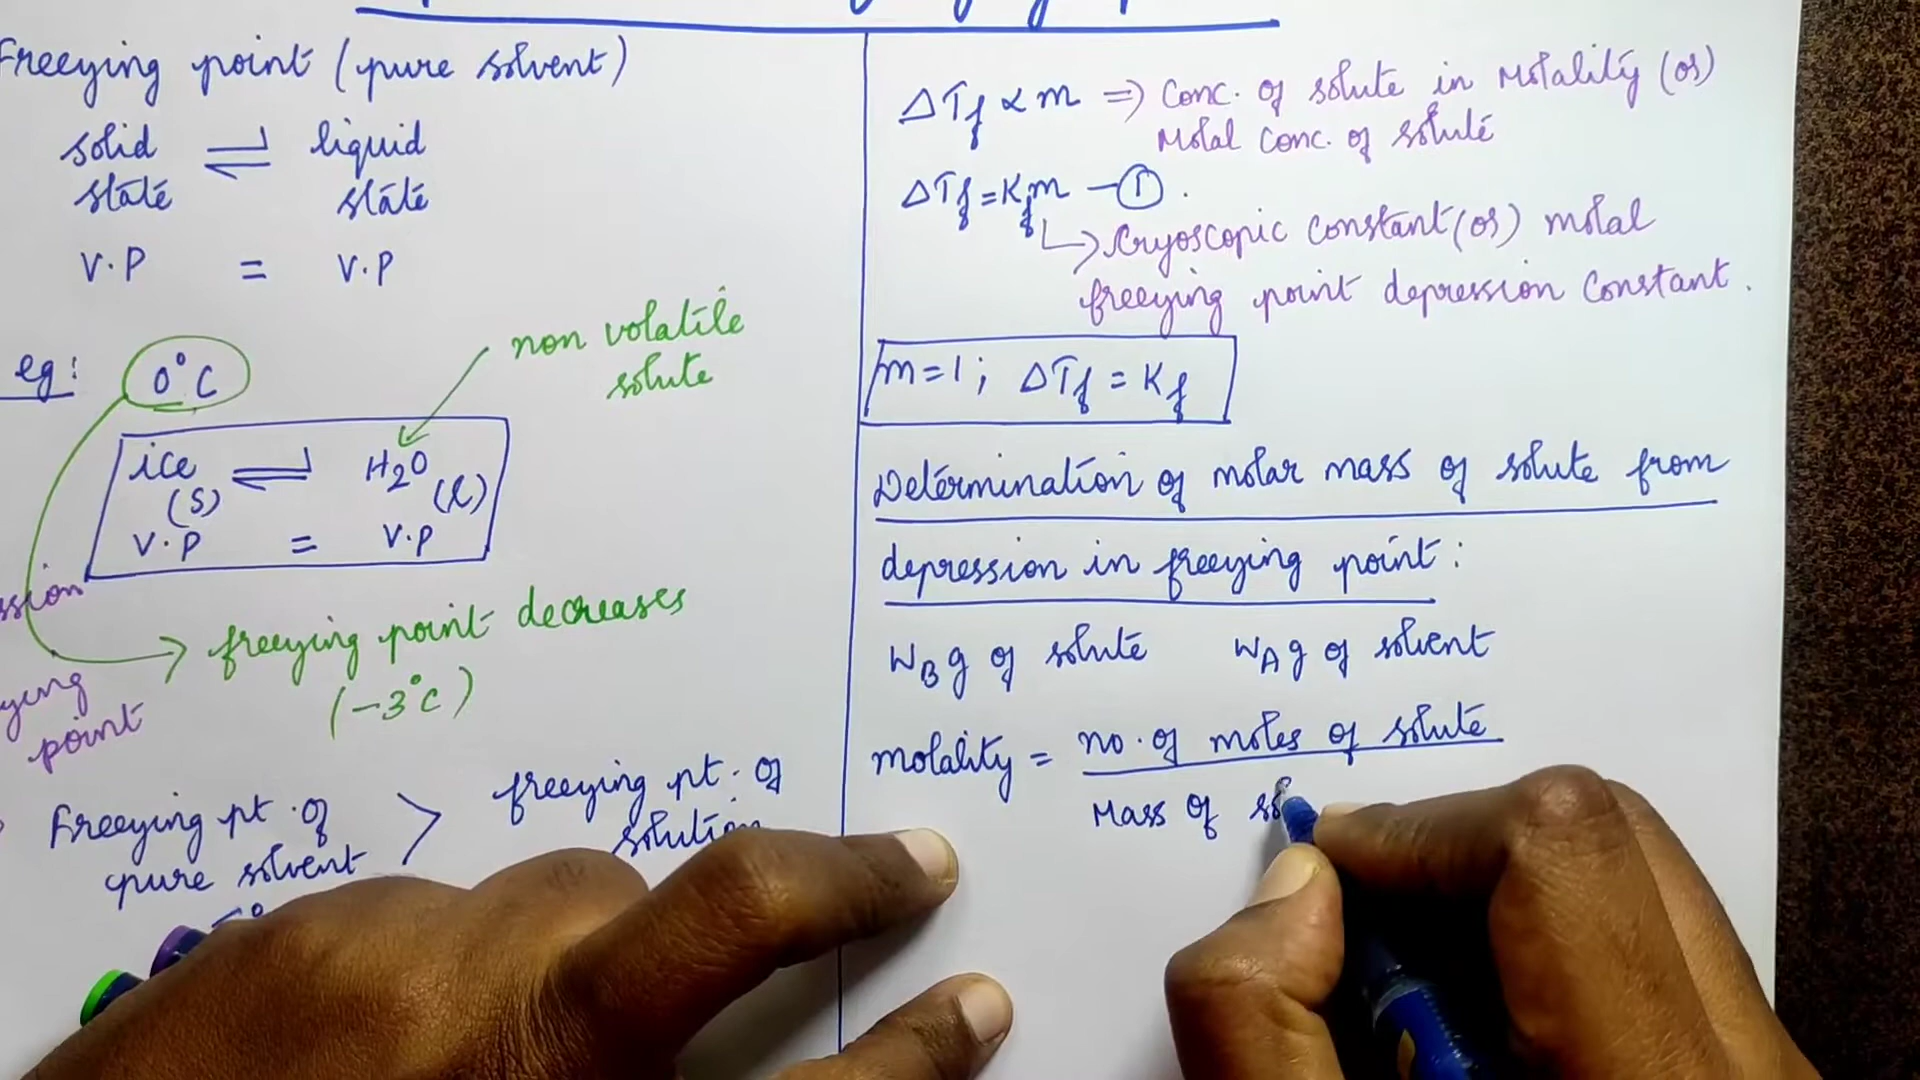 Freezing point (pure solvent)
solid ⇌ liquid
state state
V.P = V.P
eg: 0°C
non volatile
solute
ice ⇌ H2O
(s) (l)
V.P = V.P
freezing point decreases
(-3°C)
point
Freezing pt. of > freezing pt. of
pure solvent solution
ΔTf ∝ m ⇒ Conc. of solute in Molality (or)
Molal conc. of solute
ΔTf = Kf m — ①.
↳ Cryoscopic constant (or) molal
freezing point depression constant.
m = 1 ; ΔTf = Kf
Determination of molar mass of solute from
depression in freezing point :
WB g of solute WA g of solvent
molality = no. of moles of solute
Mass of